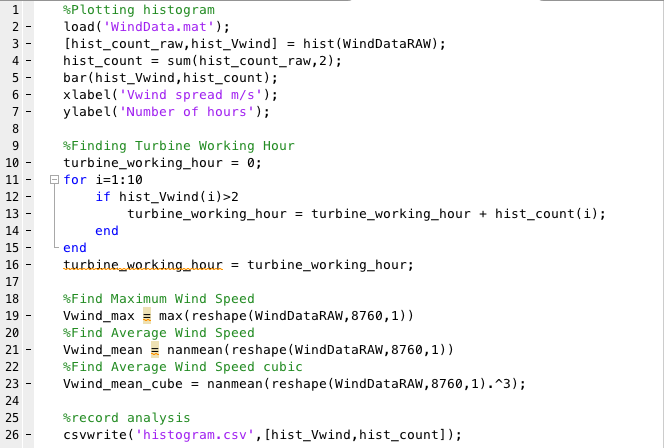 1 %Plotting histogram
2 - load('WindData.mat');
3 - [hist_count_raw,hist_Vwind] = hist(WindDataRAW);
4 - hist_count = sum(hist_count_raw,2);
5 - bar(hist_Vwind,hist_count);
6 - xlabel('Vwind spread m/s');
7 - ylabel('Number of hours');
8
9 %Finding Turbine Working Hour
10 - turbine_working_hour = 0;
11 - for i=1:10
12 - if hist_Vwind(i)>2
13 - turbine_working_hour = turbine_working_hour + hist_count(i);
14 - end
15 - end
16 - turbine_working_hour = turbine_working_hour;
17
18 %Find Maximum Wind Speed
19 - Vwind_max = max(reshape(WindDataRAW,8760,1))
20 %Find Average Wind Speed
21 - Vwind_mean = nanmean(reshape(WindDataRAW,8760,1))
22 %Find Average Wind Speed cubic
23 - Vwind_mean_cube = nanmean(reshape(WindDataRAW,8760,1).^3);
24
25 %record analysis
26 - csvwrite('histogram.csv',[hist_Vwind,hist_count]);